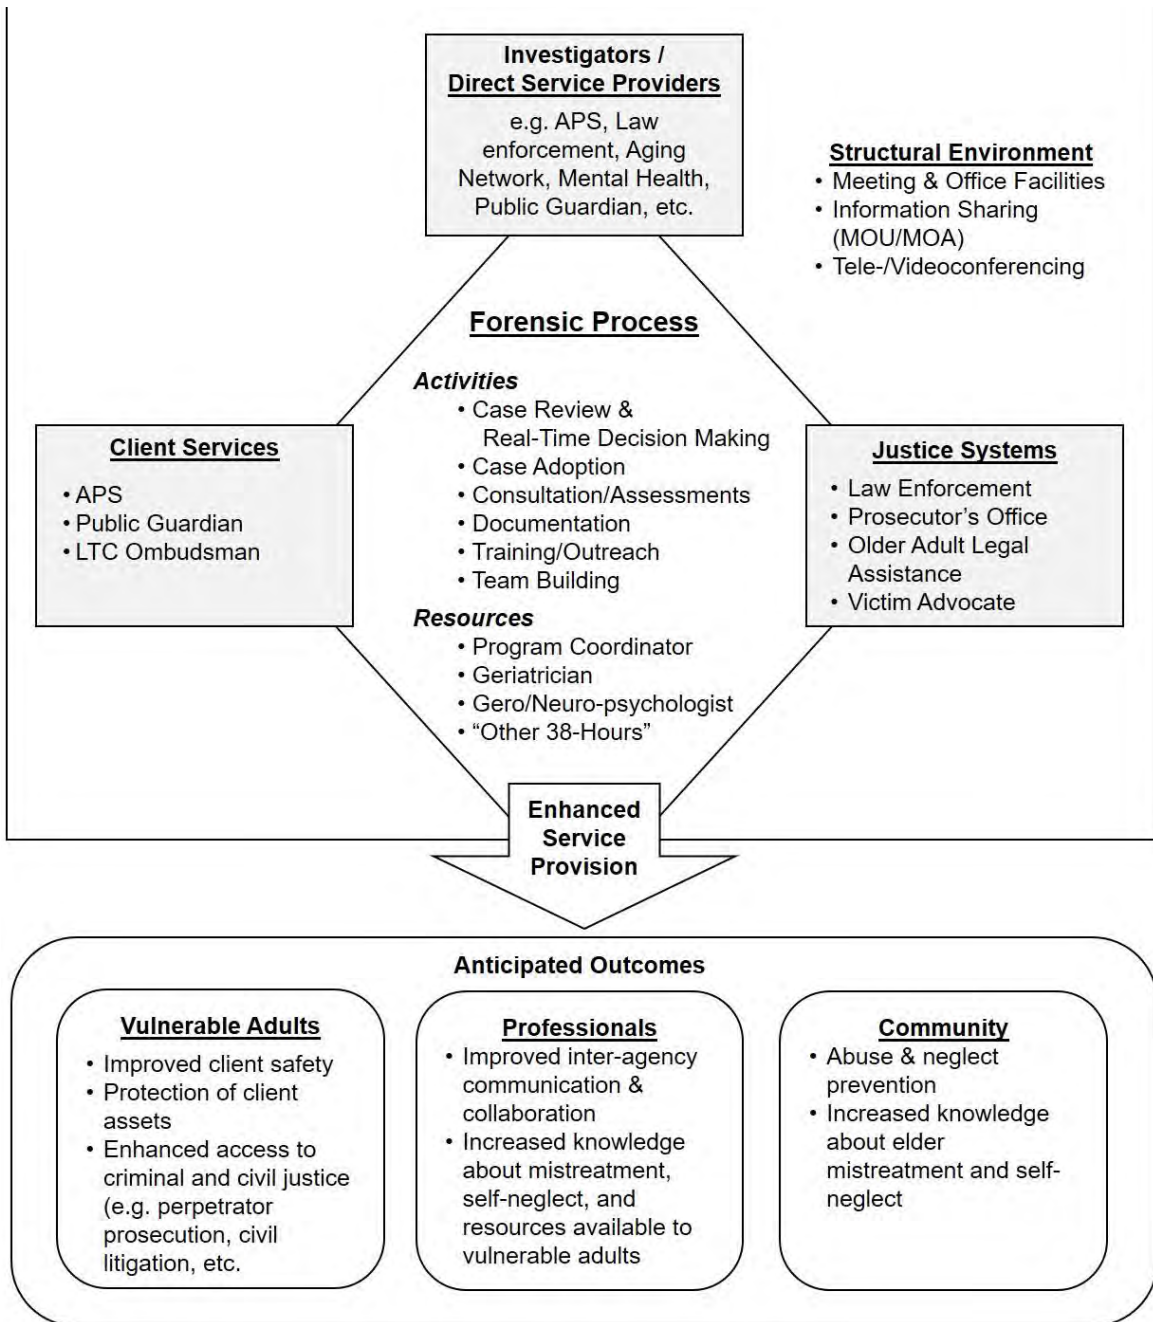 Investigators /
Direct Service Providers
e.g. APS, Law
enforcement, Aging
Network, Mental Health,
Public Guardian, etc.
Structural Environment
• Meeting & Office Facilities
• Information Sharing
(MOU/MOA)
• Tele-/Videoconferencing
Forensic Process
Activities
• Case Review &
Real-Time Decision Making
• Case Adoption
• Consultation/Assessments
• Documentation
• Training/Outreach
• Team Building
Resources
• Program Coordinator
• Geriatrician
• Gero/Neuro-psychologist
• “Other 38-Hours”
Client Services
• APS
• Public Guardian
• LTC Ombudsman
Justice Systems
• Law Enforcement
• Prosecutor’s Office
• Older Adult Legal
Assistance
• Victim Advocate
Enhanced
Service
Provision
Anticipated Outcomes
Vulnerable Adults
• Improved client safety
• Protection of client
assets
• Enhanced access to
criminal and civil justice
(e.g. perpetrator
prosecution, civil
litigation, etc.
Professionals
• Improved inter-agency
communication &
collaboration
• Increased knowledge
about mistreatment,
self-neglect, and
resources available to
vulnerable adults
Community
• Abuse & neglect
prevention
• Increased knowledge
about elder
mistreatment and self-
neglect